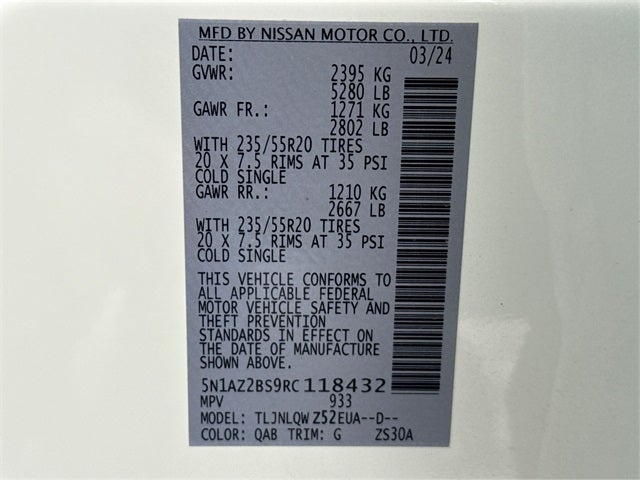 MFD BY NISSAN MOTOR CO., LTD.
DATE: 03/24
GVWR: 2395 KG
5280 LB
GAWR FR.: 1271 KG
2802 LB
WITH 235/55R20 TIRES
20 X 7.5 RIMS AT 35 PSI
COLD SINGLE
GAWR RR.: 1210 KG
2667 LB
WITH 235/55R20 TIRES
20 X 7.5 RIMS AT 35 PSI
COLD SINGLE
THIS VEHICLE CONFORMS TO
ALL APPLICABLE FEDERAL
MOTOR VEHICLE SAFETY AND
THEFT PREVENTION
STANDARDS IN EFFECT ON
THE DATE OF MANUFACTURE
SHOWN ABOVE.
5N1AZ2BS9RC118432
MPV 933
MODEL: TLJNLQW Z52EUA--D--
COLOR: QAB TRIM: G ZS30A